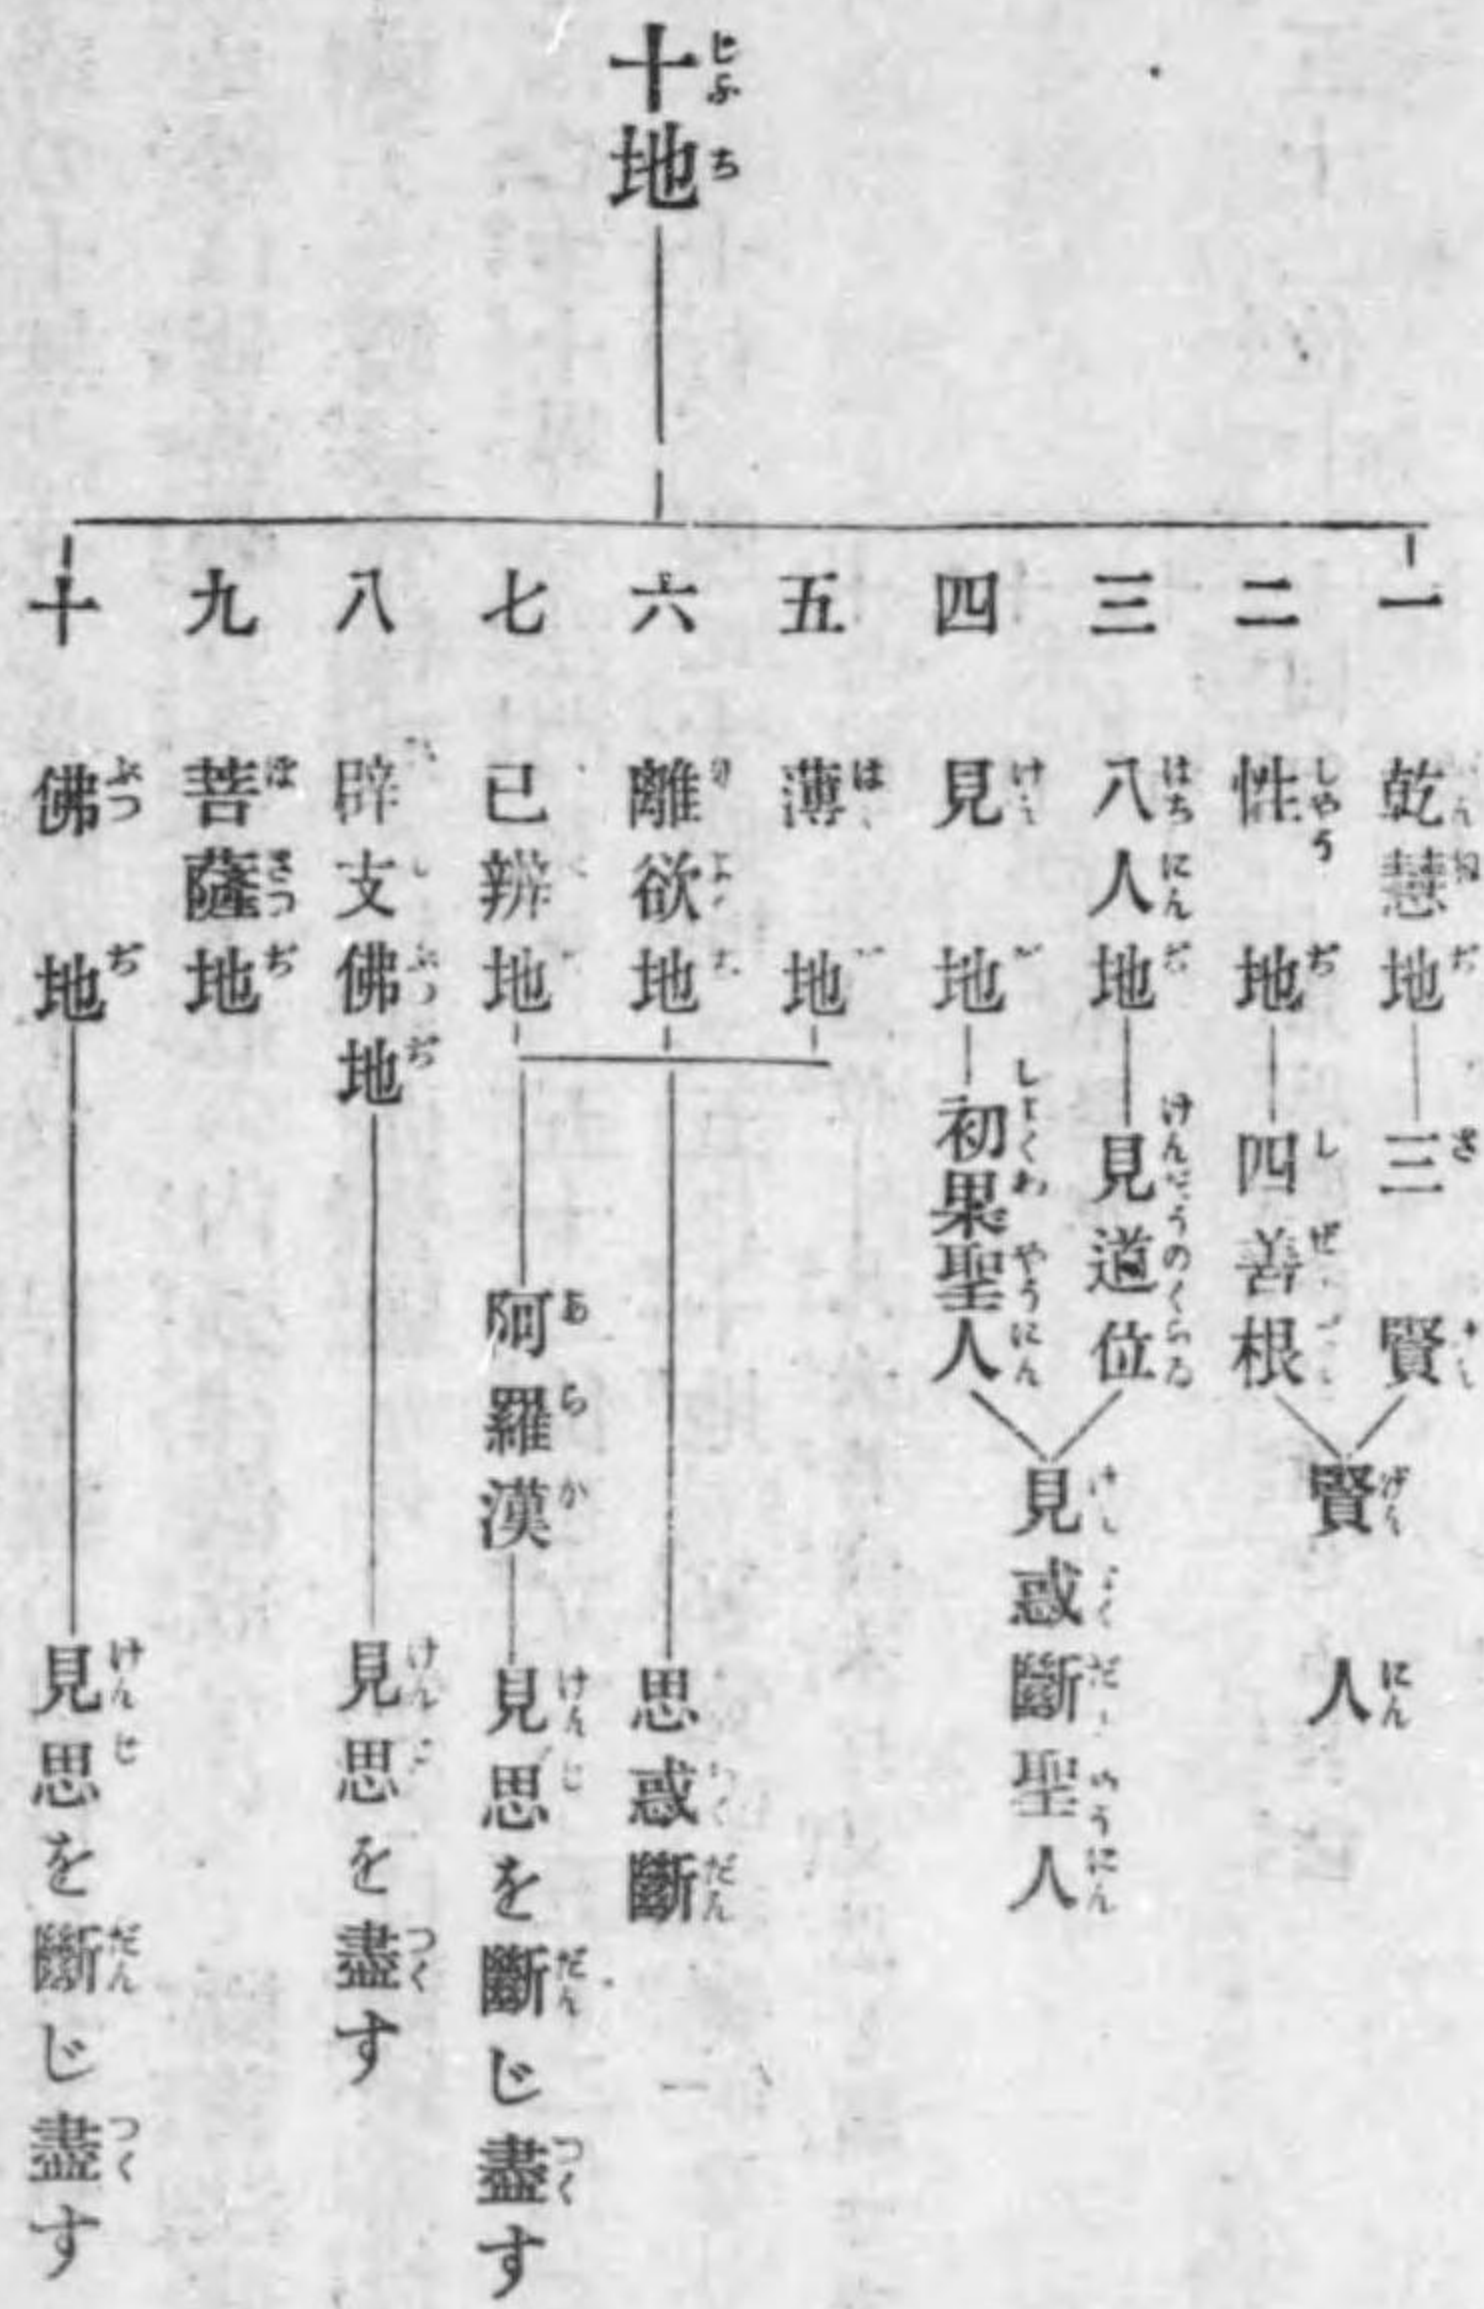 十地
一 乾慧地 三賢
二 性地 四善根
賢人
三 八人地 見道位
四 見地 初果聖人
見惑斷聖人
五 薄地
六 離欲地
思惑斷
七 已辨地 阿羅漢 見思を斷じ盡す
八 辟支佛地 見思を盡す
九 菩薩地
十 佛地 見思を斷じ盡す